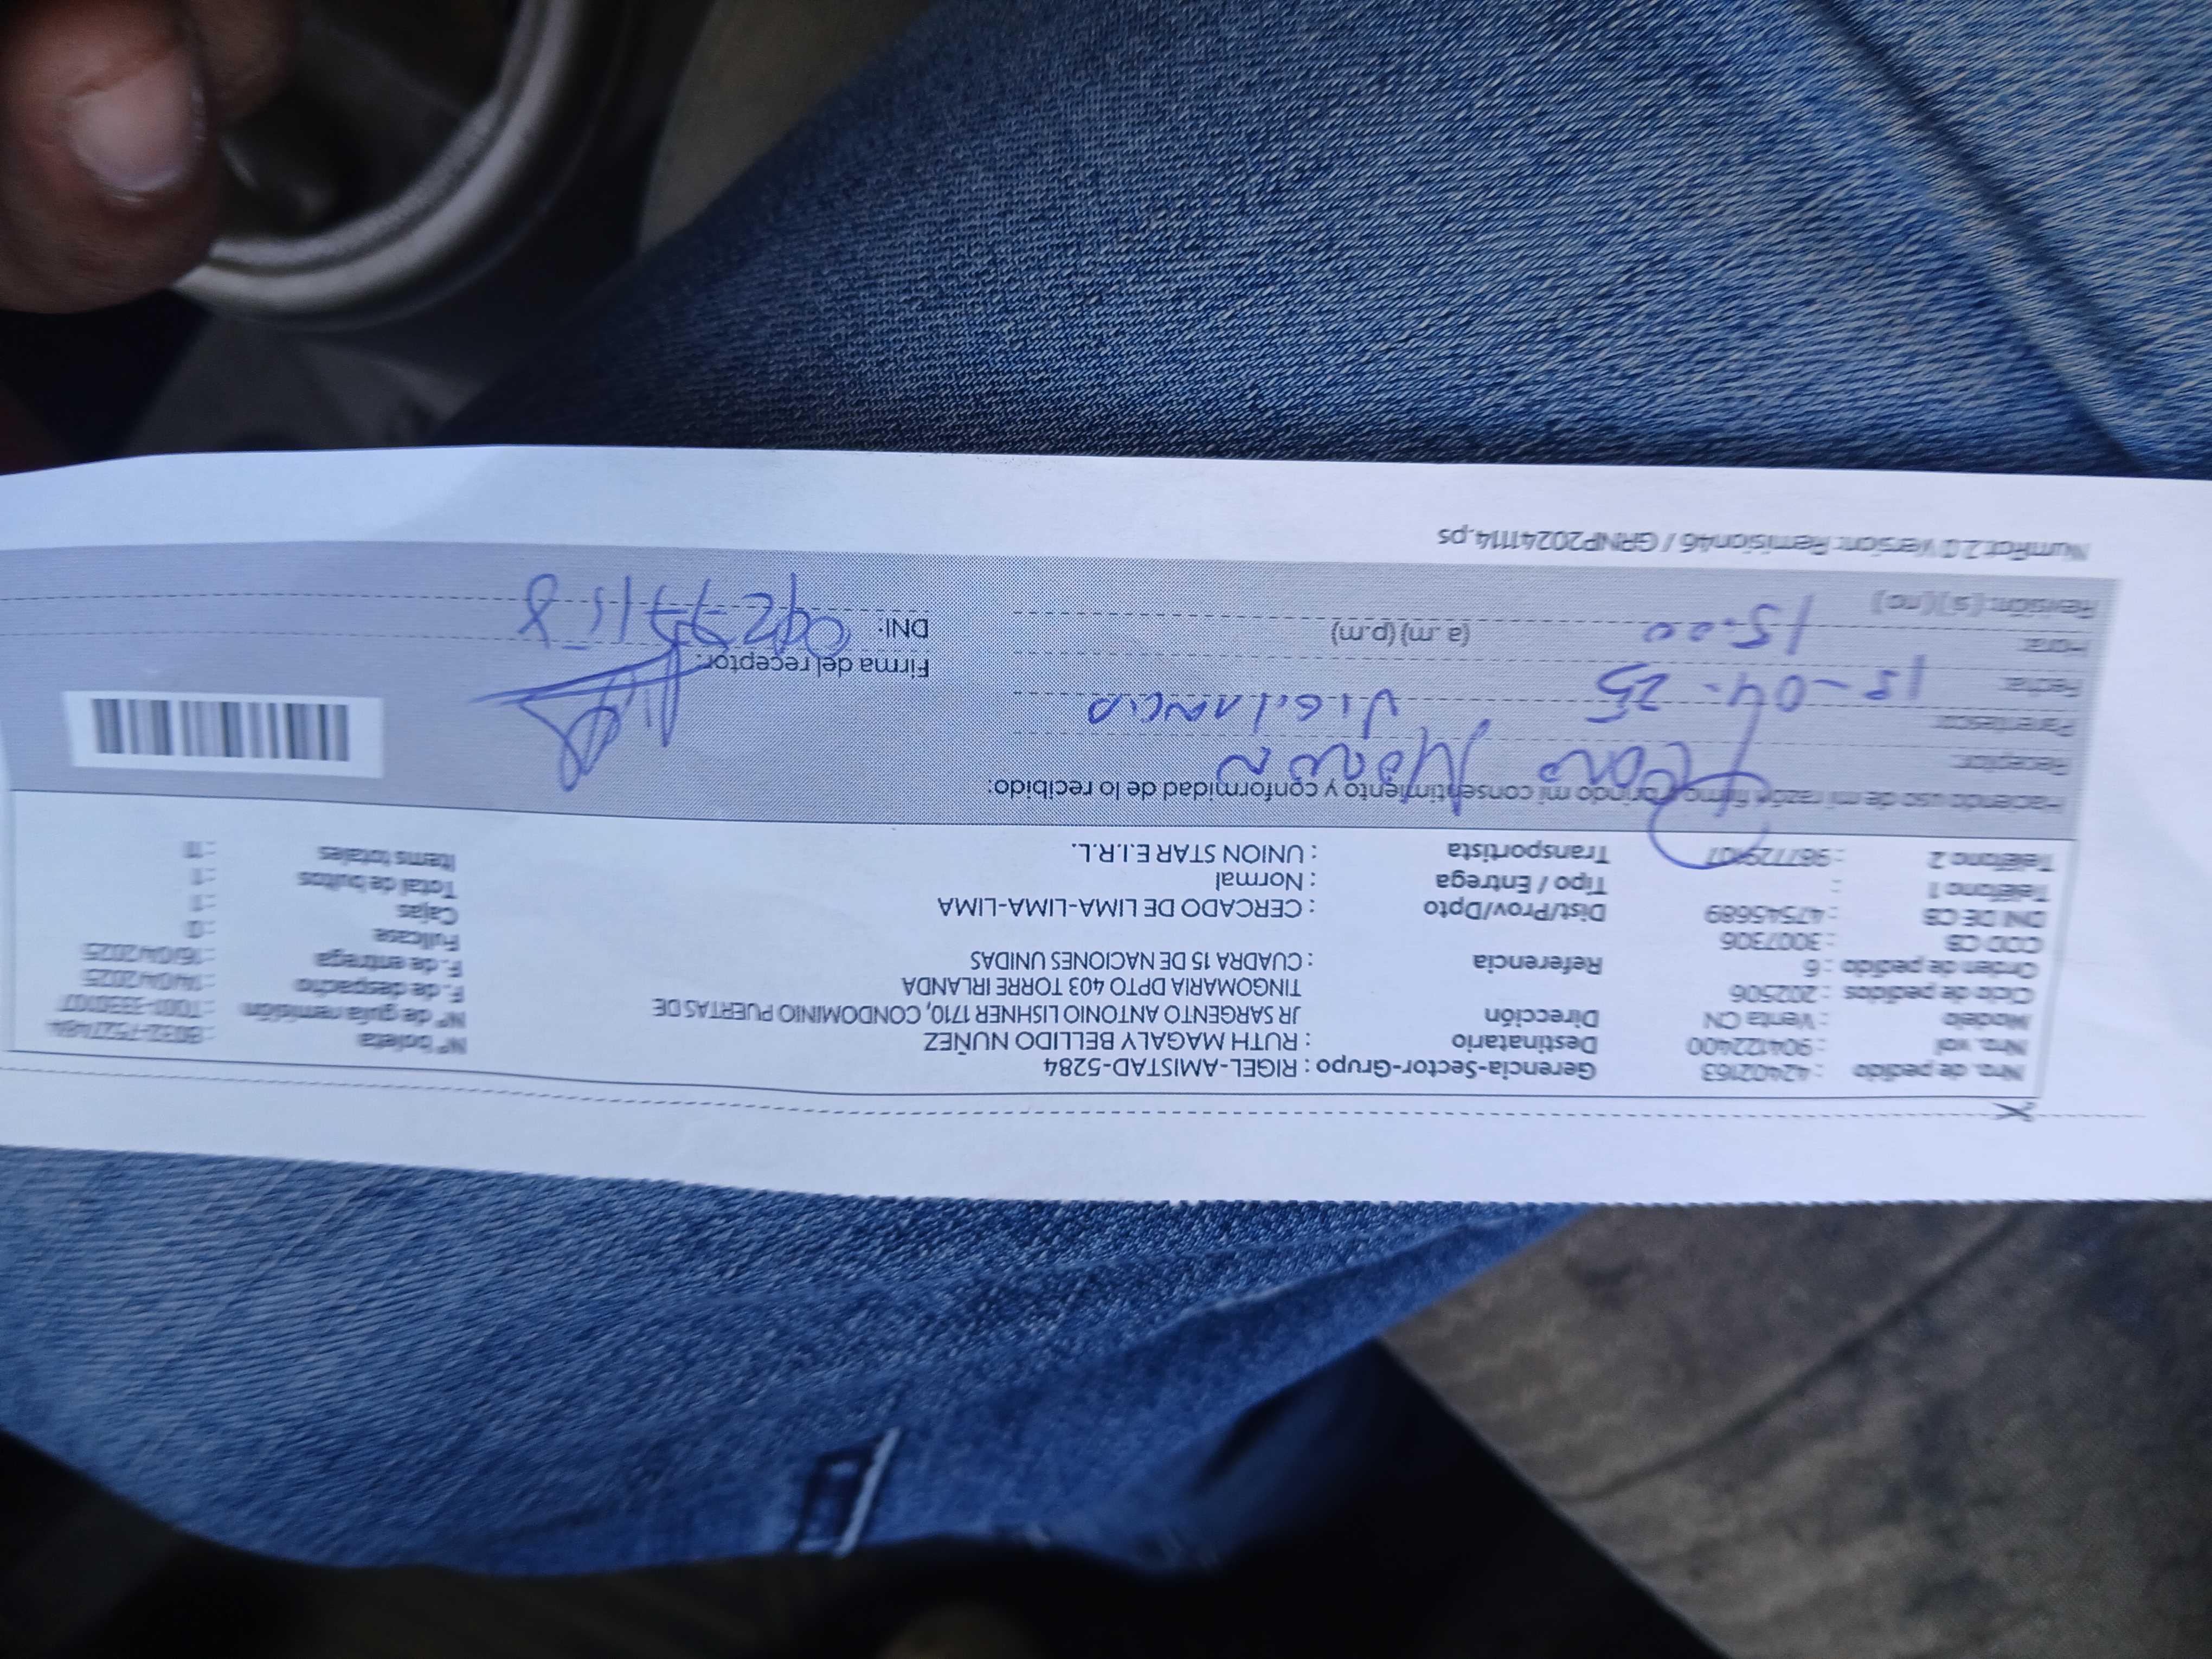 Nro. de pedido : 42402163 Gerencia-Sector-Grupo : RIGEL-AMISTAD-5284
Nro. val : 904122400 Destinatario : RUTH MAGALY BELLIDO NUÑEZ Nº boleta
Modelo : Venta CN Dirección : JR SARGENTO ANTONIO LISHNER 1710, CONDOMINIO PUERTAS DE Nº de guía remisión
Ciclo de pedidos : 202506 TINGOMARIA DPTO 403 TORRE IRLANDA F. de despacho : 14/04/2025
Orden de pedido : 6 Referencia : CUADRA 15 DE NACIONES UNIDAS F. de entrega : 16/04/2025
COD CB : 3007306 Fullcase : 0
DNI DE CB : 47545689 Dist/Prov/Dpto : CERCADO DE LIMA-LIMA-LIMA Cajas : 1
Teléfono 1 : Tipo / Entrega : Normal Total de bultos : 1
Teléfono 2 Transportista : UNION STAR E.I.R.L. Items totales : 11
Haciendo uso de mi razón firmo y brindo mi consentimiento y conformidad de lo recibido:
Receptor:
Parentesco: Vigilancia
Fecha: 15-04-25 Firma del receptor:
Hora: 15:20 (a.m) (p.m) DNI:
Revisión: (si) (no)
NumRot 2.0 Version: Remision46 / GRNP20241114.ps